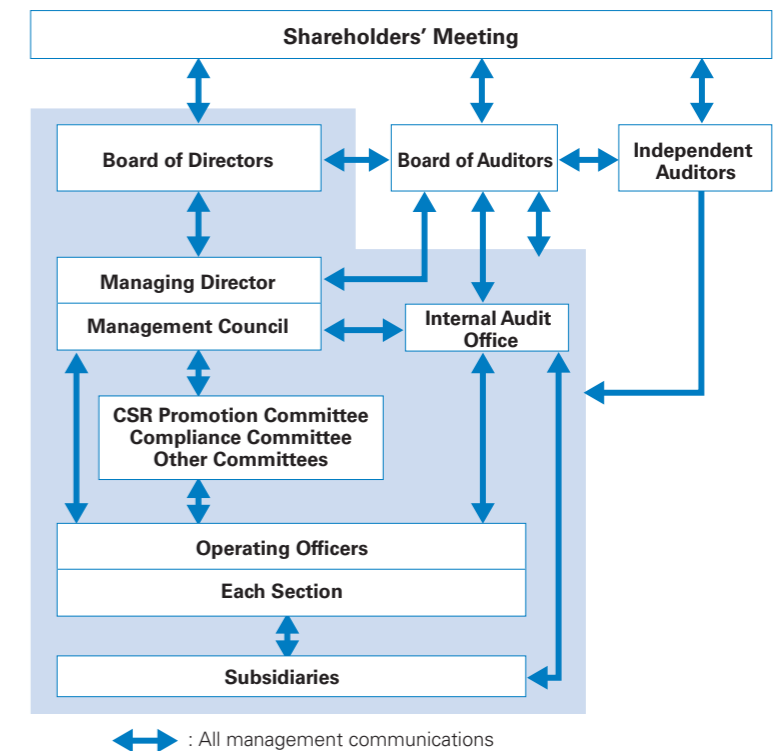 Shareholders’ Meeting
Board of Directors
Board of Auditors
Independent
Auditors
Managing Director
Management Council
Internal Audit
Office
CSR Promotion Committee
Compliance Committee
Other Committees
Operating Officers
Each Section
Subsidiaries
: All management communications